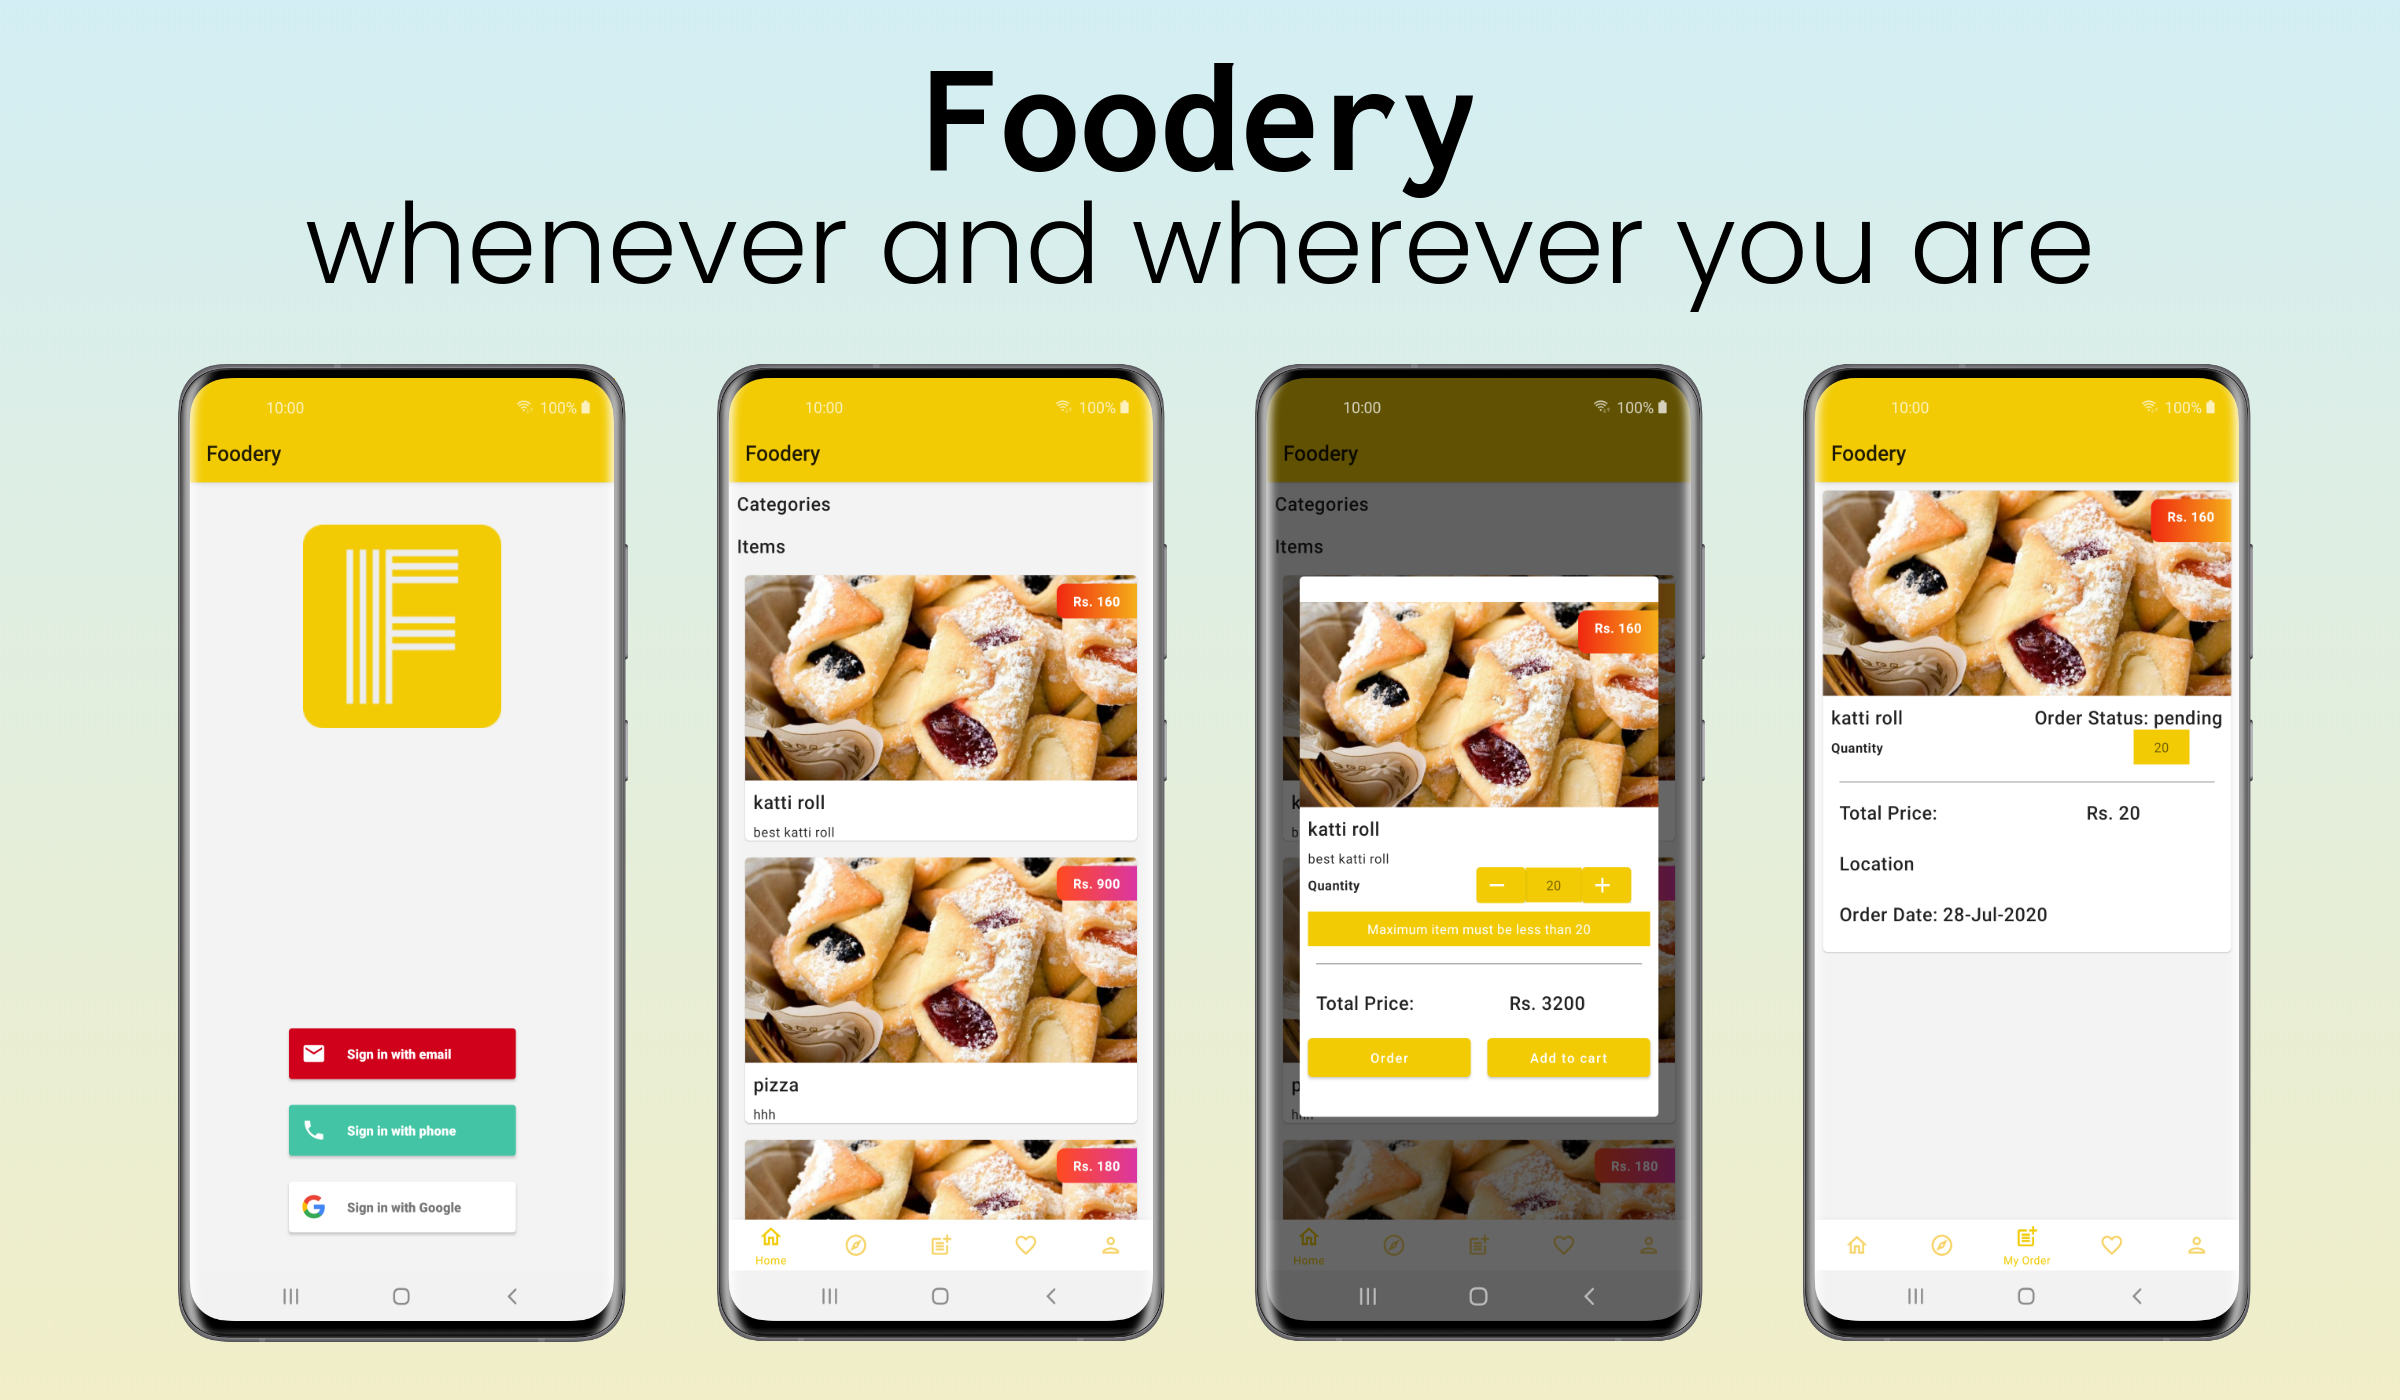 Foodery
whenever and wherever you are
10:00 100%
Foodery
F
Sign in with email
Sign in with phone
Sign in with Google
10:00 100%
Foodery
Categories
Items
Rs. 160
katti roll
best katti roll
Rs. 900
pizza
hhh
Rs. 180
Home
10:00 100%
Foodery
Categories
Items
Rs. 160
katti roll
best katti roll
Quantity 20
Maximum item must be less than 20
Total Price: Rs. 3200
Order Add to cart
hhh
Rs. 180
Home
10:00 100%
Foodery
Rs. 160
katti roll Order Status: pending
Quantity 20
Total Price: Rs. 20
Location
Order Date: 28-Jul-2020
My Order